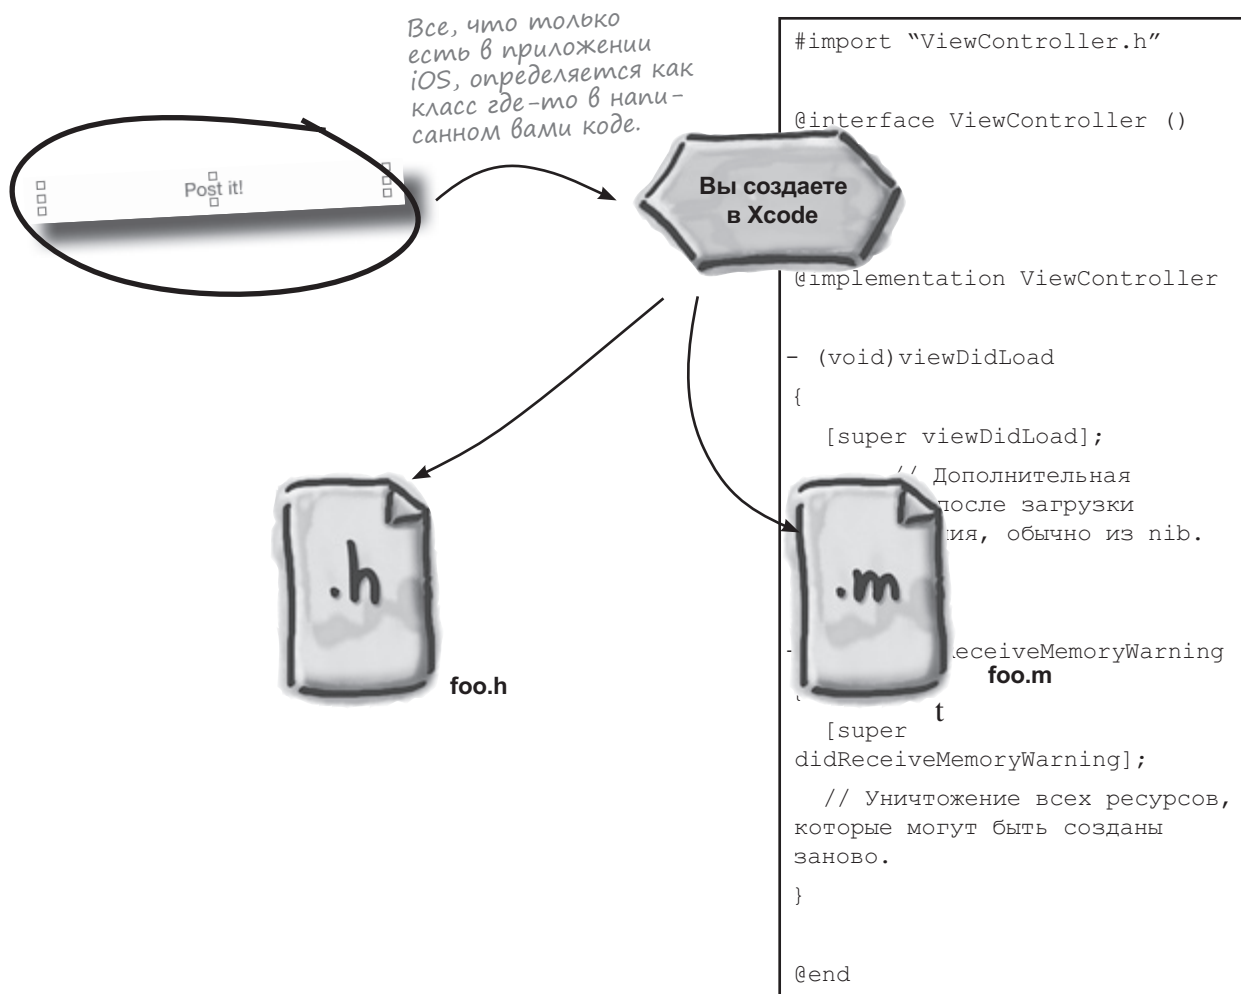 Все, что только
есть в приложении
iOS, определяется как
класс где-то в напи-
санном вами коде.
Post it!
Вы создаете
в Xcode
.h
foo.h
.m
foo.m
t
#import “ViewController.h”
@interface ViewController ()
@implementation ViewController
- (void)viewDidLoad
{
[super viewDidLoad];
// Дополнительная
после загрузки
обычно из nib.
[super
didReceiveMemoryWarning];
// Уничтожение всех ресурсов,
которые могут быть созданы
заново.
}
@end